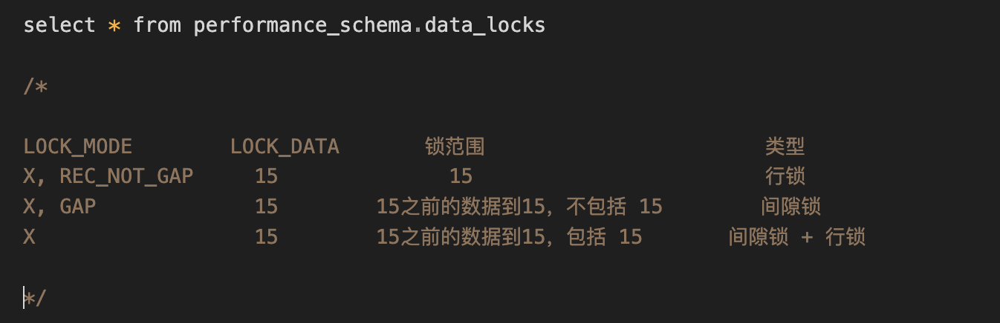 select * from performance_schema.data_locks
/*
LOCK_MODE LOCK_DATA 锁范围 类型
X, REC_NOT_GAP 15 15 行锁
X, GAP 15 15之前的数据到15，不包括 15 间隙锁
X 15 15之前的数据到15，包括 15 间隙锁 + 行锁
*/